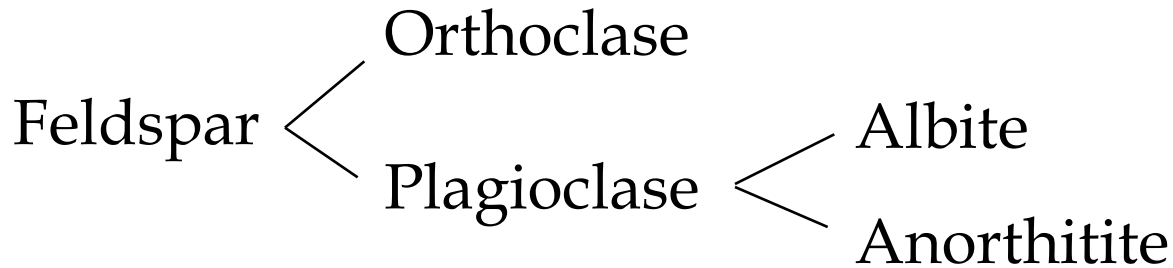 Orthoclase
Feldspar
Albite
Plagioclase
Anorthitite